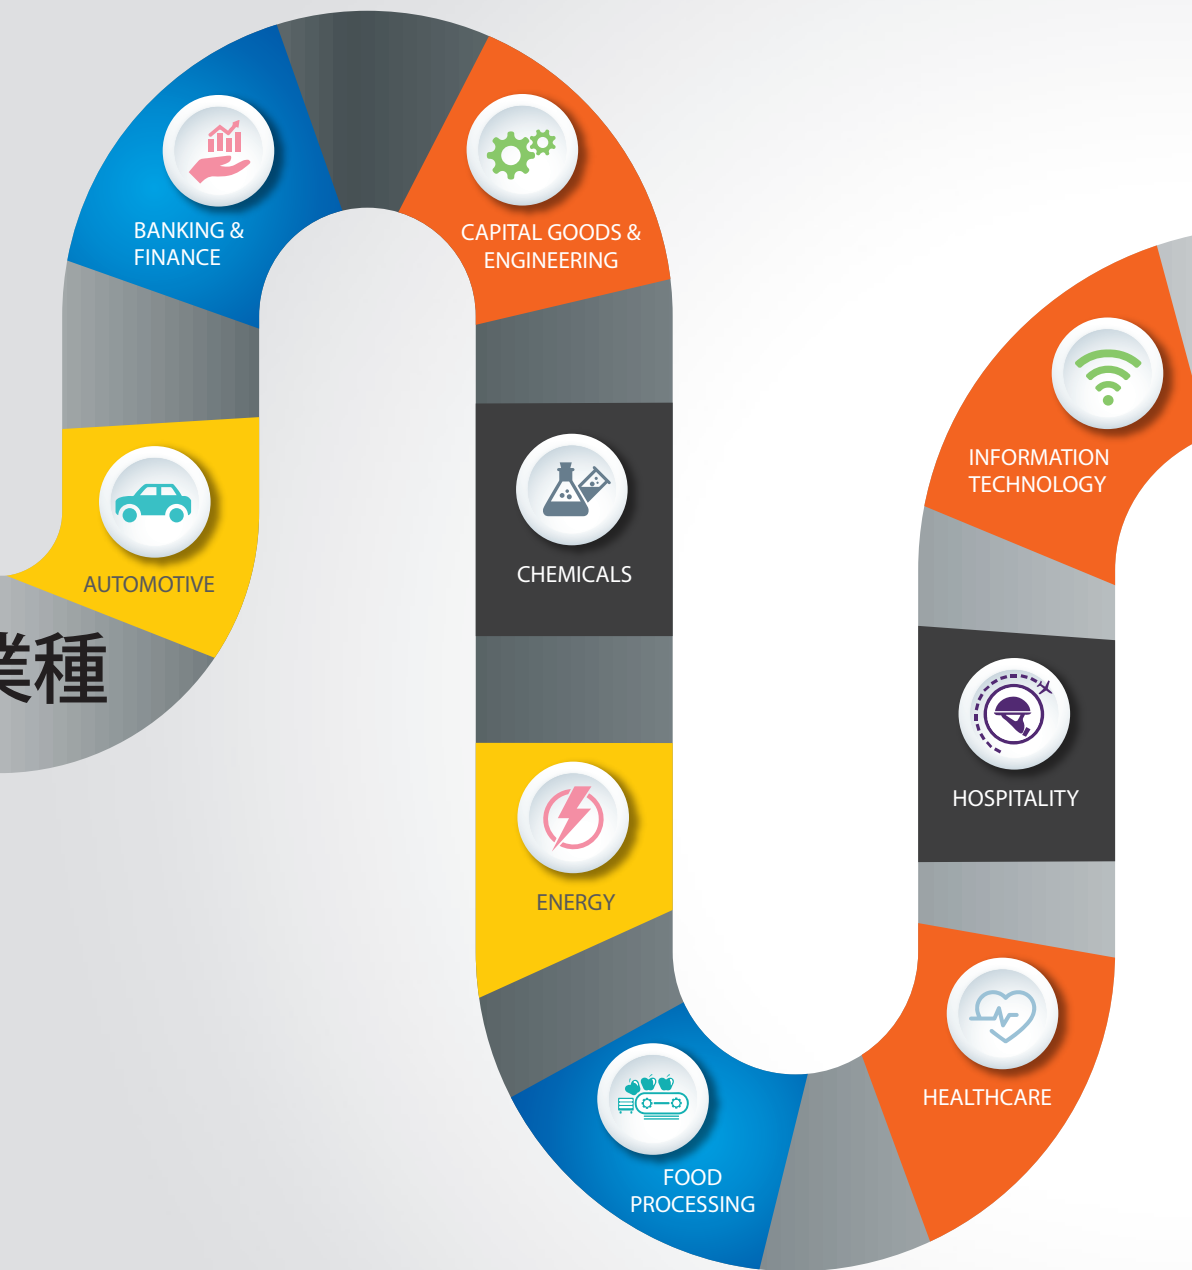 業種
AUTOMOTIVE
BANKING &
FINANCE
CAPITAL GOODS &
ENGINEERING
CHEMICALS
ENERGY
FOOD
PROCESSING
HEALTHCARE
HOSPITALITY
INFORMATION
TECHNOLOGY